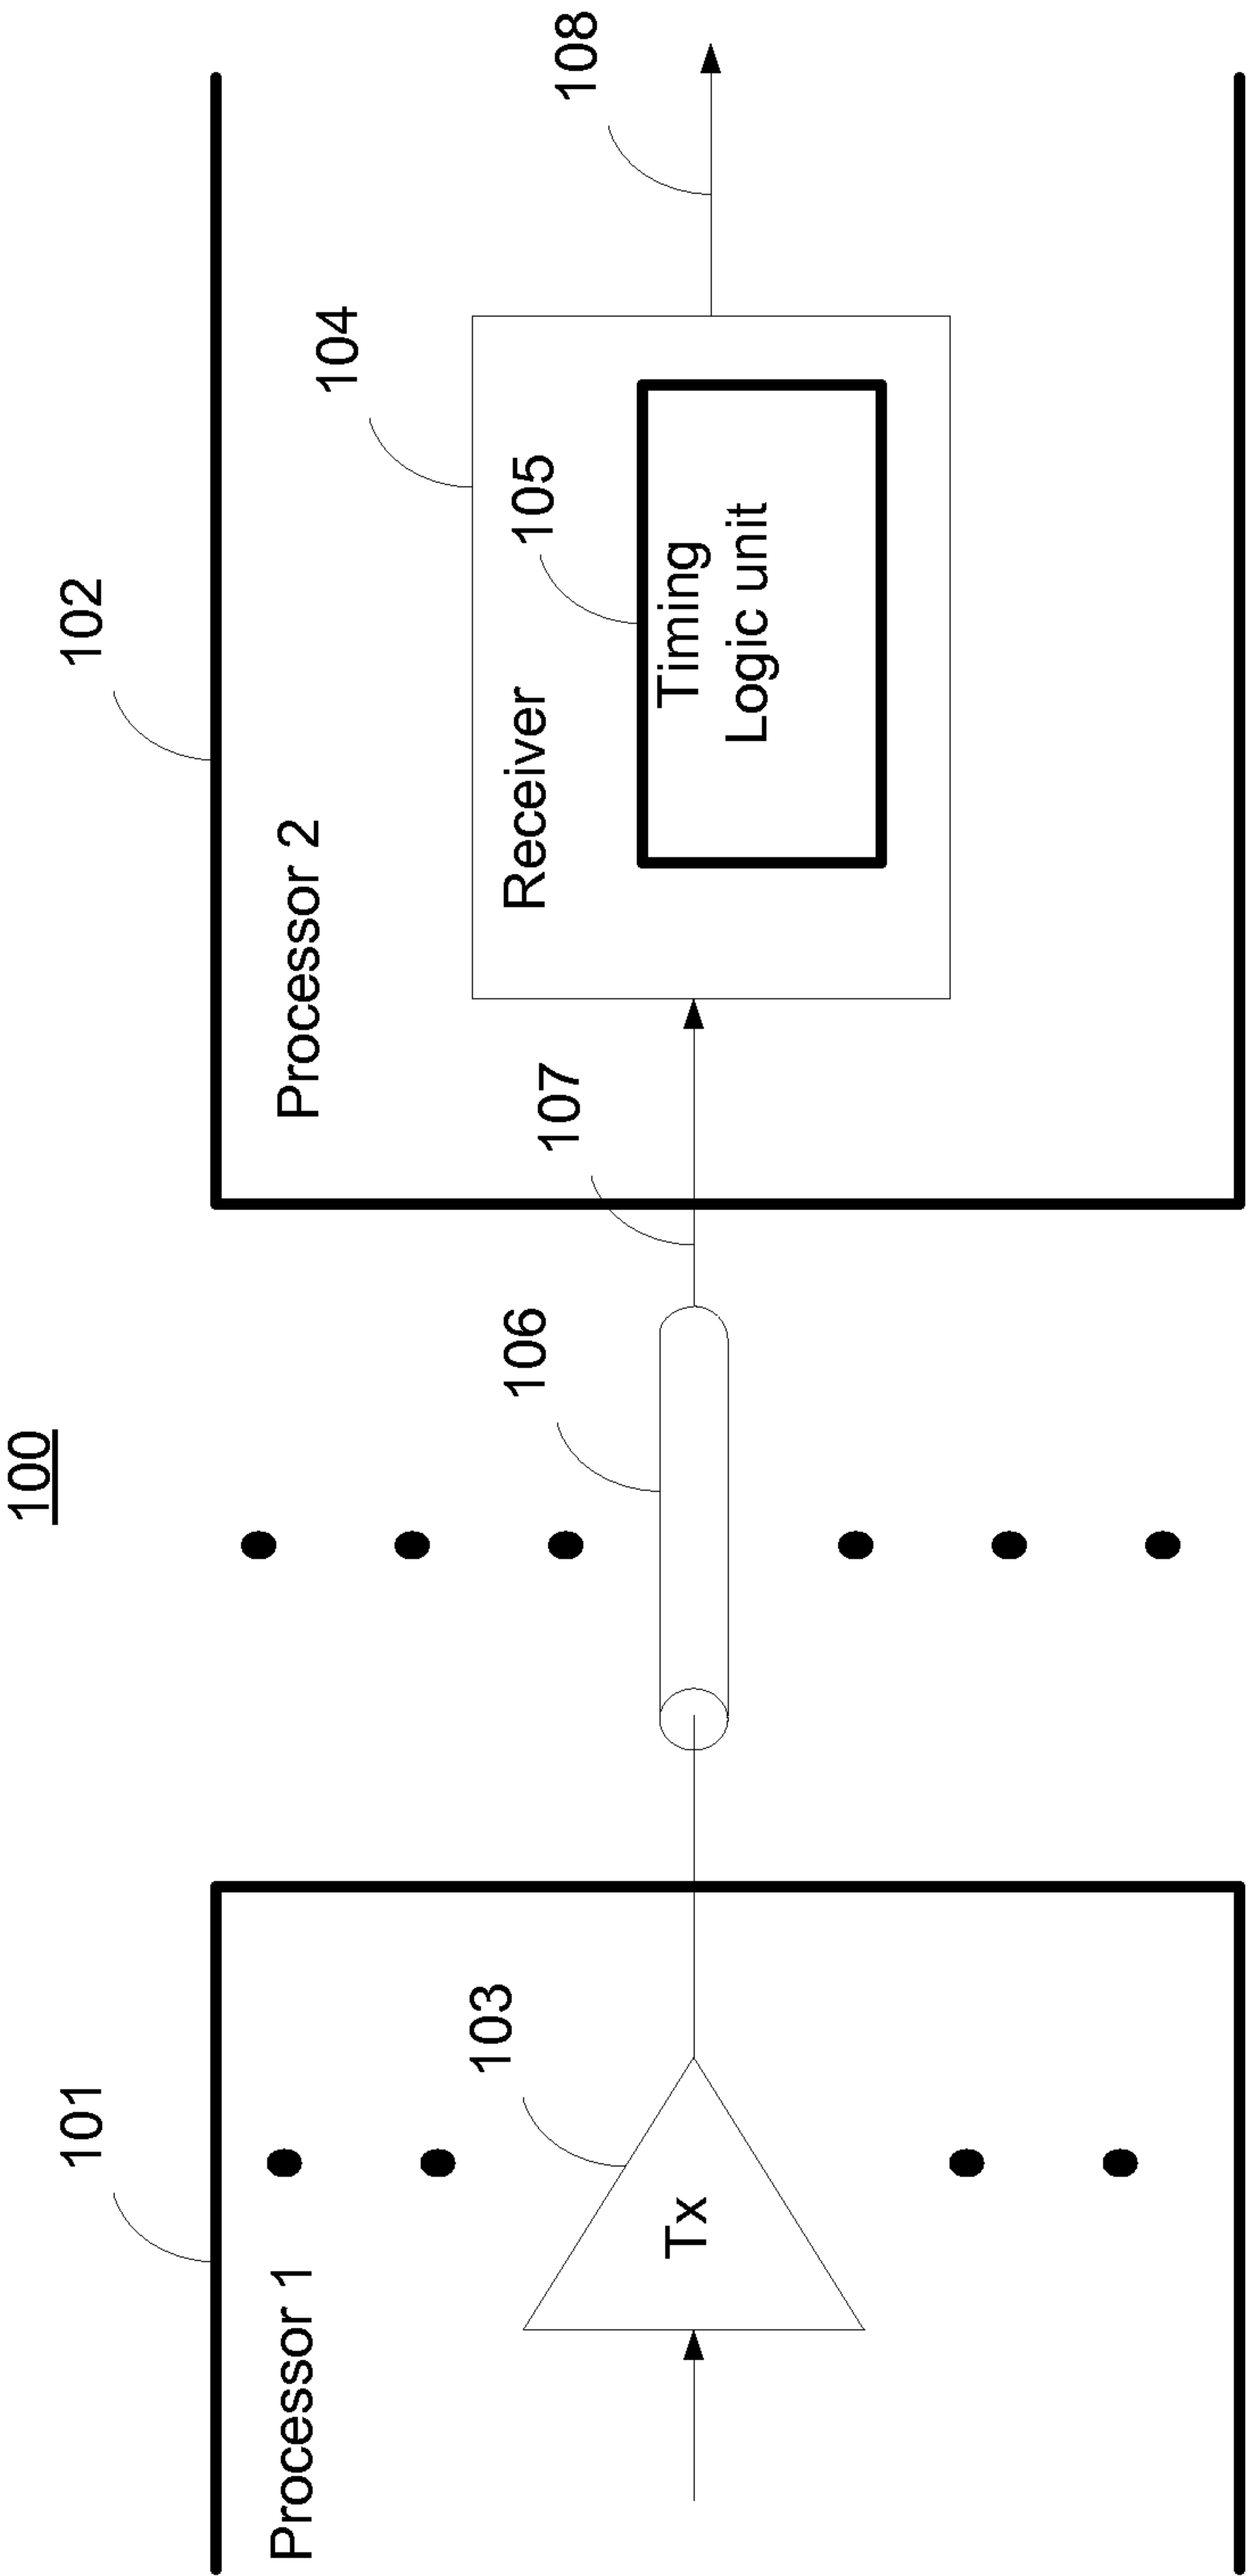 100
101
102
Processor 1
Processor 2
103
Tx
106
107
104
Receiver
105
Timing
Logic unit
108